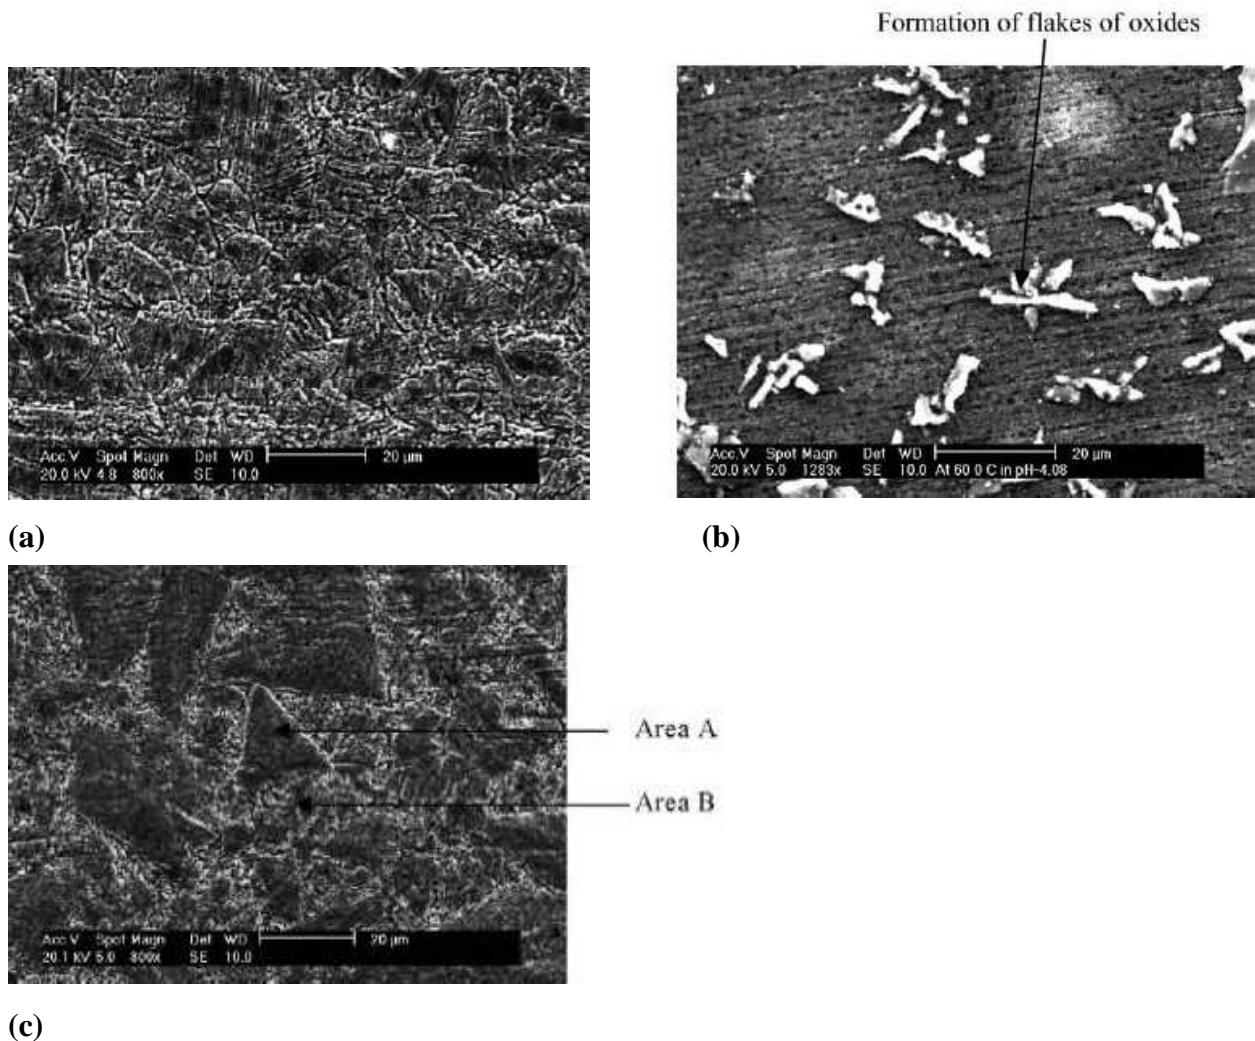 Formation of flakes of oxides
Acc.V Spot Magn Det WD 20 µm
20.0 kV 4.8 800x SE 10.0
Acc.V Spot Magn Det WD 20 µm
20.0 kV 5.0 1283x SE 10.0 At 60 0 C in pH-4.08
(a)
(b)
Area A
Area B
Acc.V Spot Magn Det WD 20 µm
20.1 kV 5.0 800x SE 10.0
(c)